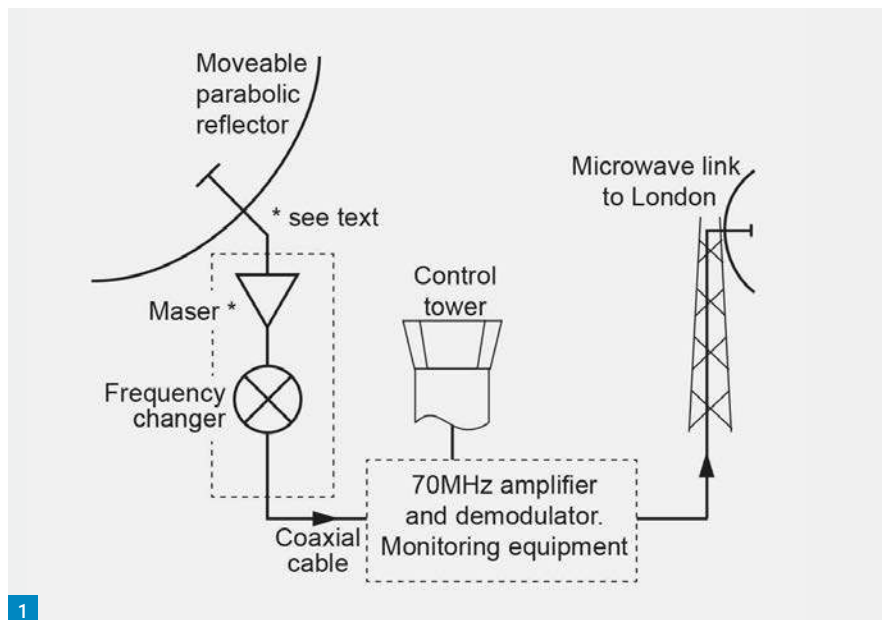 Moveable
parabolic
reflector
* see text
Maser *
Frequency
changer
Coaxial
cable
Control
tower
70MHz amplifier
and demodulator.
Monitoring equipment
Microwave link
to London
1